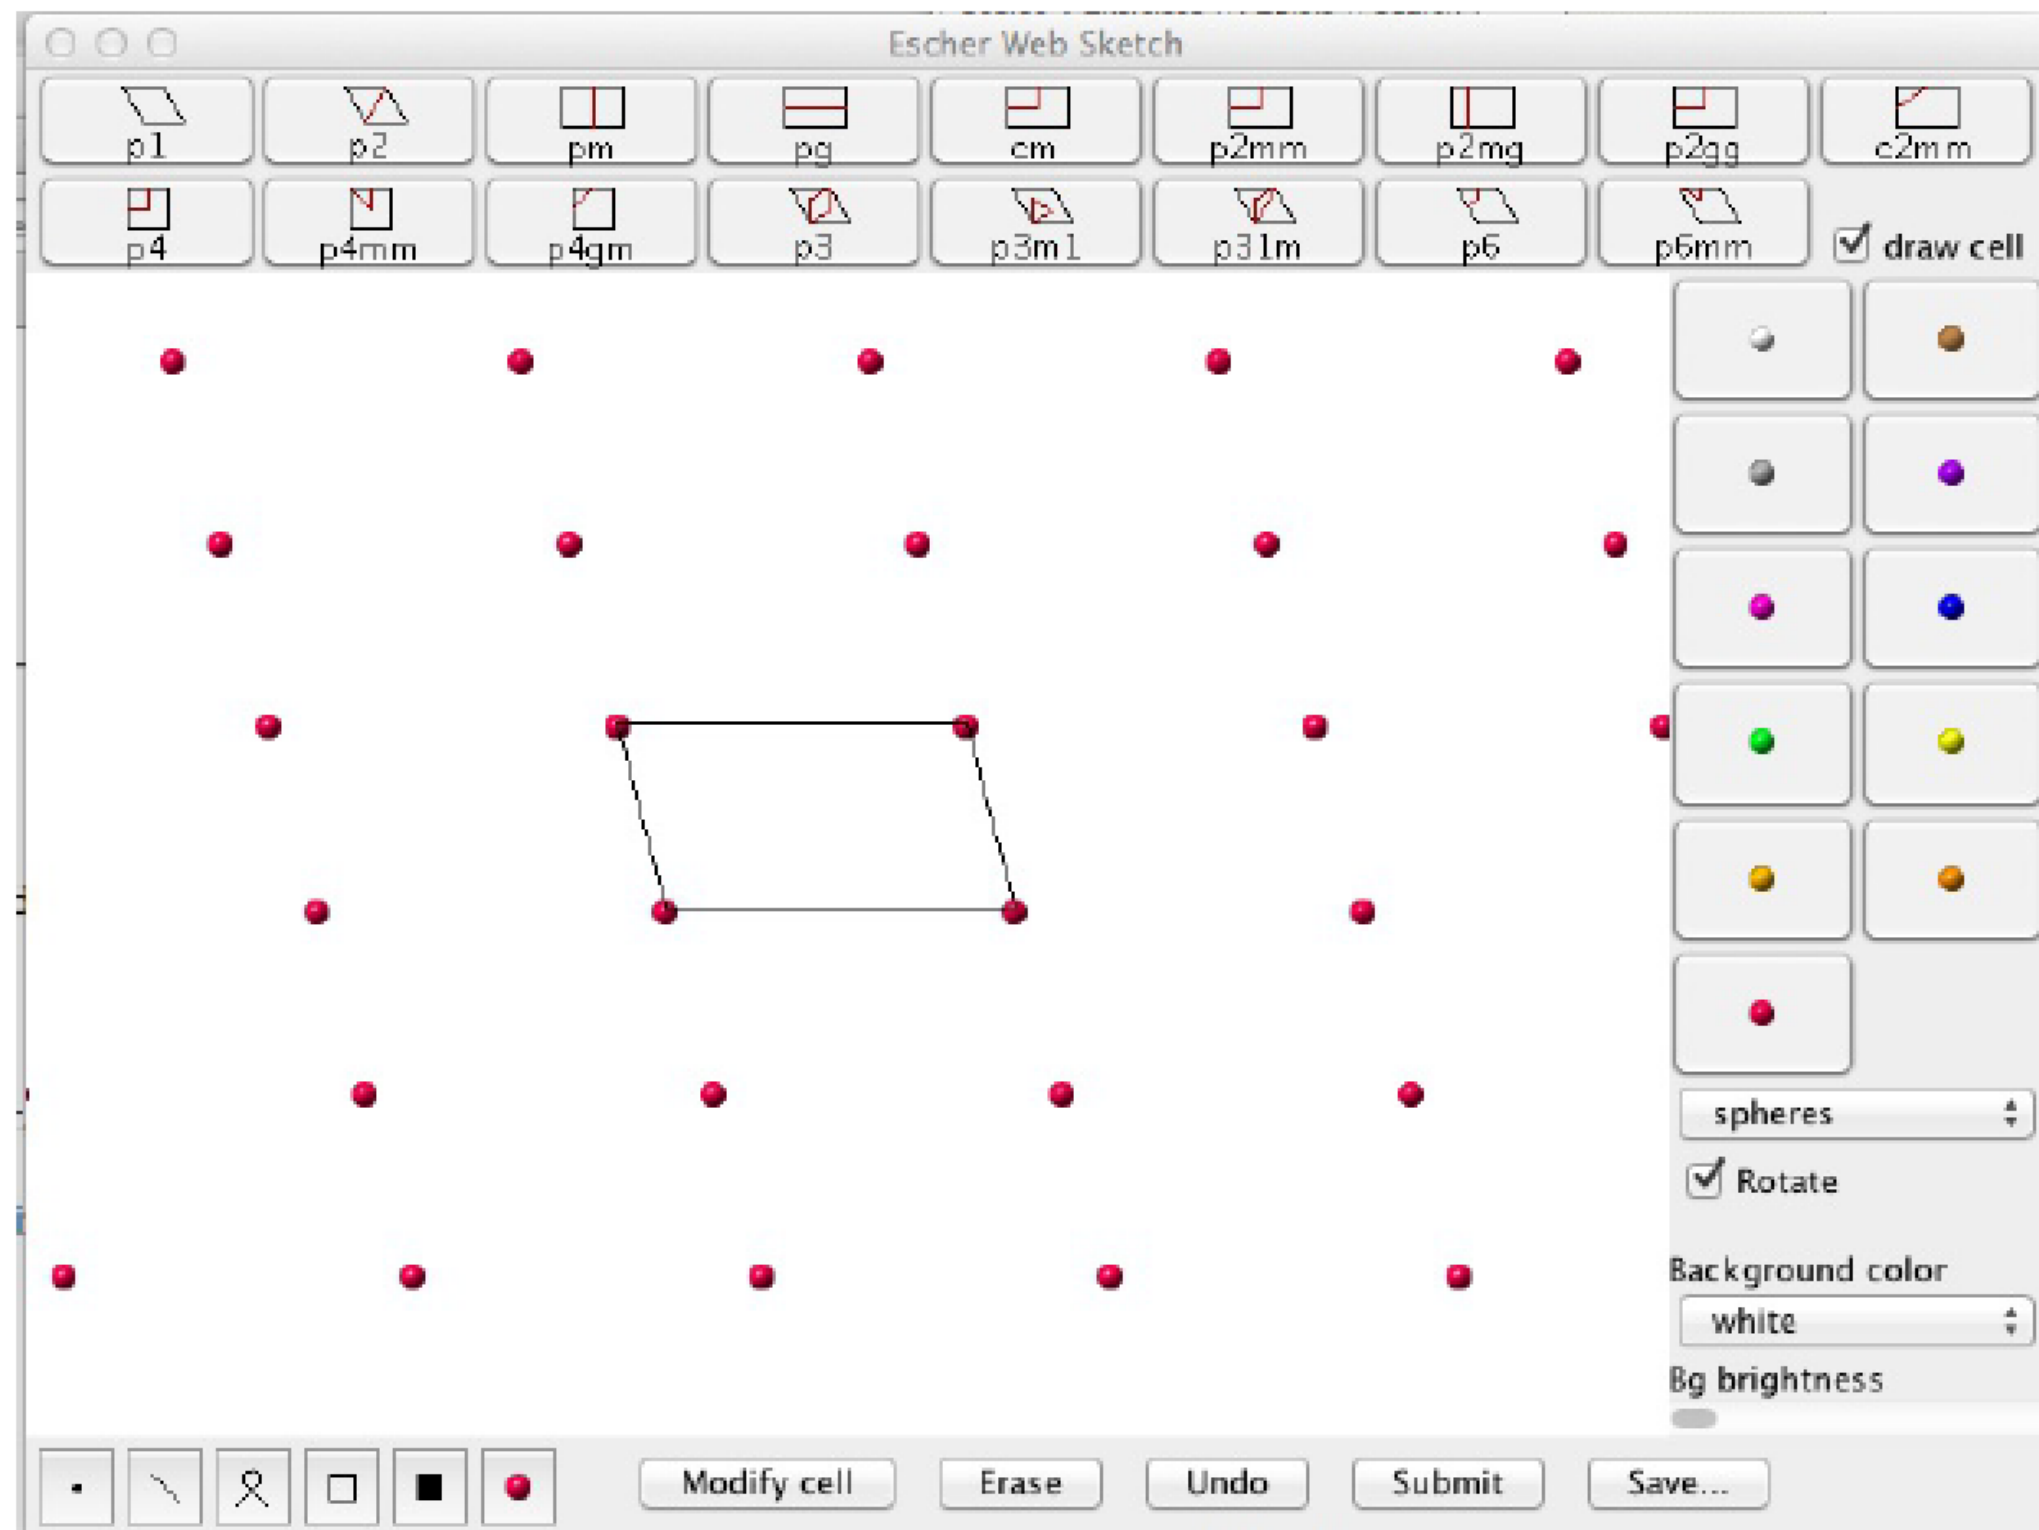 Escher Web Sketch
p1 p2 pm pg cm p2mm p2mg p2gg c2mm
p4 p4mm p4gm p3 p3m1 p31m p6 p6mm draw cell
spheres
Rotate
Background color
white
Bg brightness
Modify cell Erase Undo Submit Save...